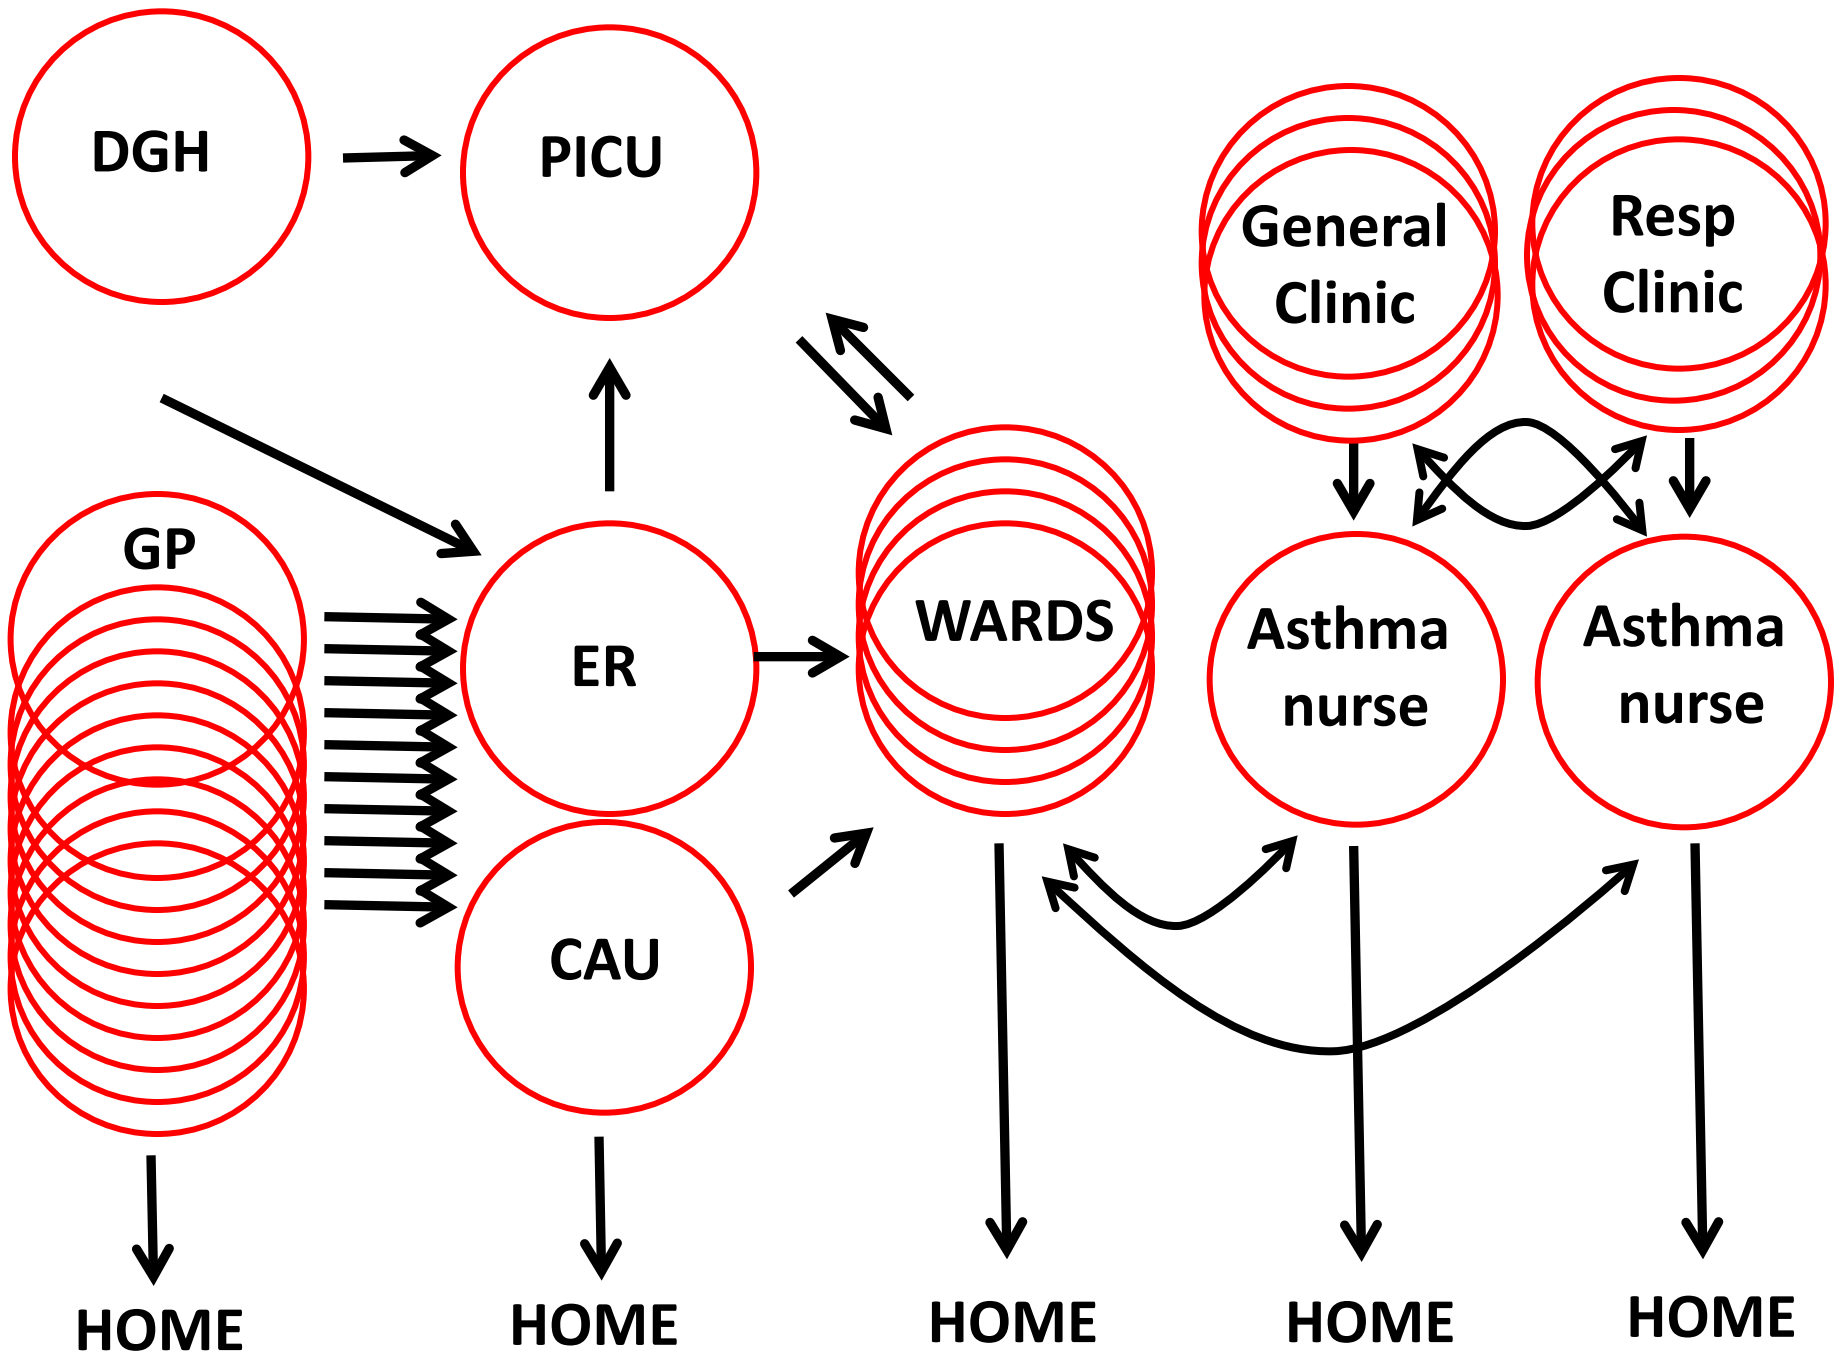 DGH
PICU
General
Clinic
Resp
Clinic
GP
ER
WARDS
Asthma
nurse
Asthma
nurse
CAU
HOME
HOME
HOME
HOME
HOME